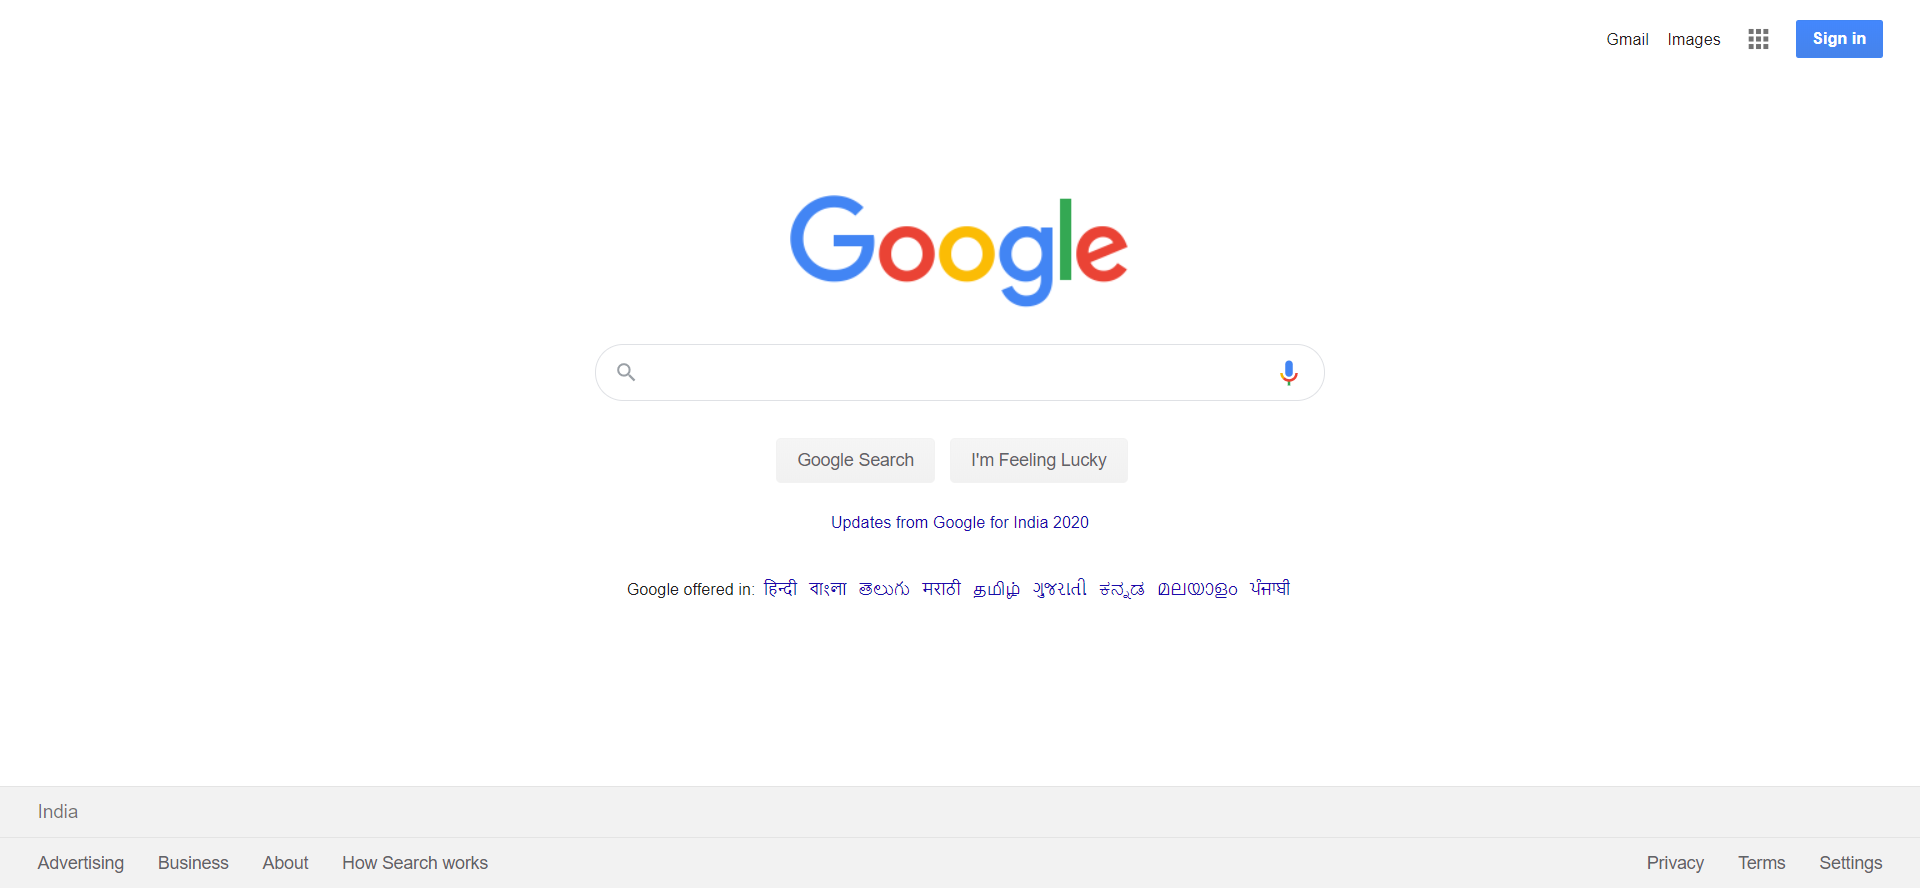 Gmail Images Sign in
Google
Google Search I'm Feeling Lucky
Updates from Google for India 2020
Google offered in: हिन्दी বাংলা తెలుగు मराठी தமிழ் ગુજરાતી ಕನ್ನಡ മലയാളം ਪੰਜਾਬੀ
India
Advertising Business About How Search works Privacy Terms Settings